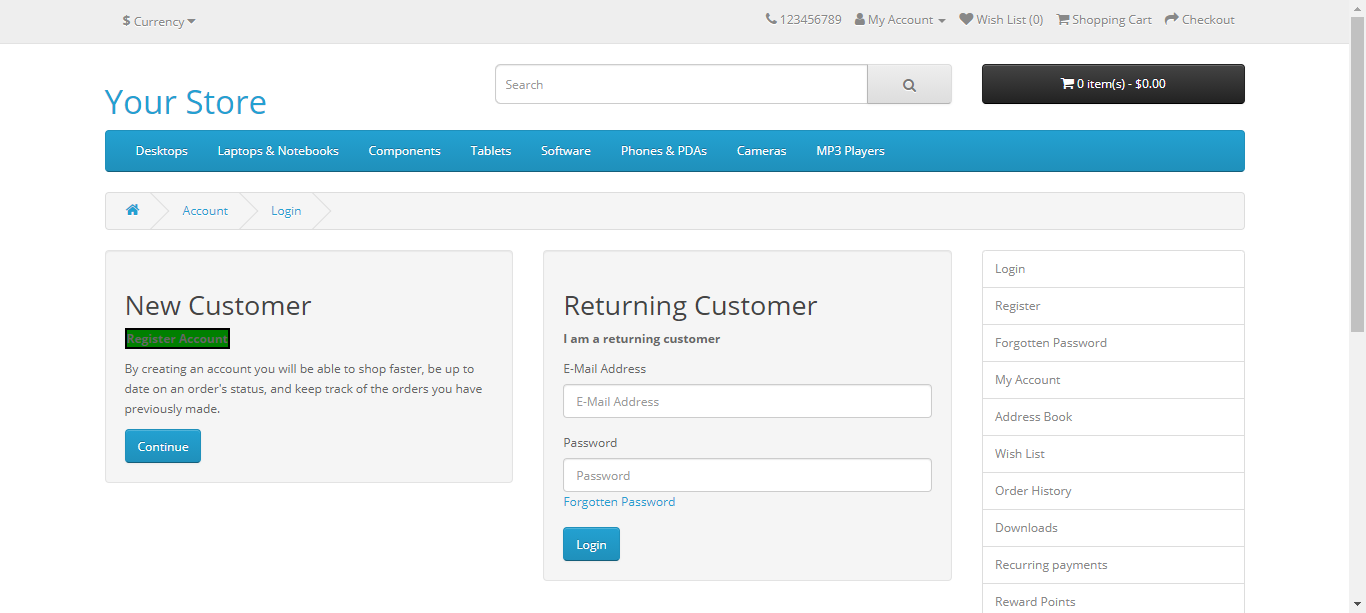 $ Currency
123456789 My Account Wish List (0) Shopping Cart Checkout
Your Store
Search
0 item(s) - $0.00
Desktops Laptops & Notebooks Components Tablets Software Phones & PDAs Cameras MP3 Players
Account Login
New Customer
Register Account
By creating an account you will be able to shop faster, be up to
date on an order's status, and keep track of the orders you have
previously made.
Continue
Returning Customer
I am a returning customer
E-Mail Address
E-Mail Address
Password
Password
Forgotten Password
Login
Login
Register
Forgotten Password
My Account
Address Book
Wish List
Order History
Downloads
Recurring payments
Reward Points